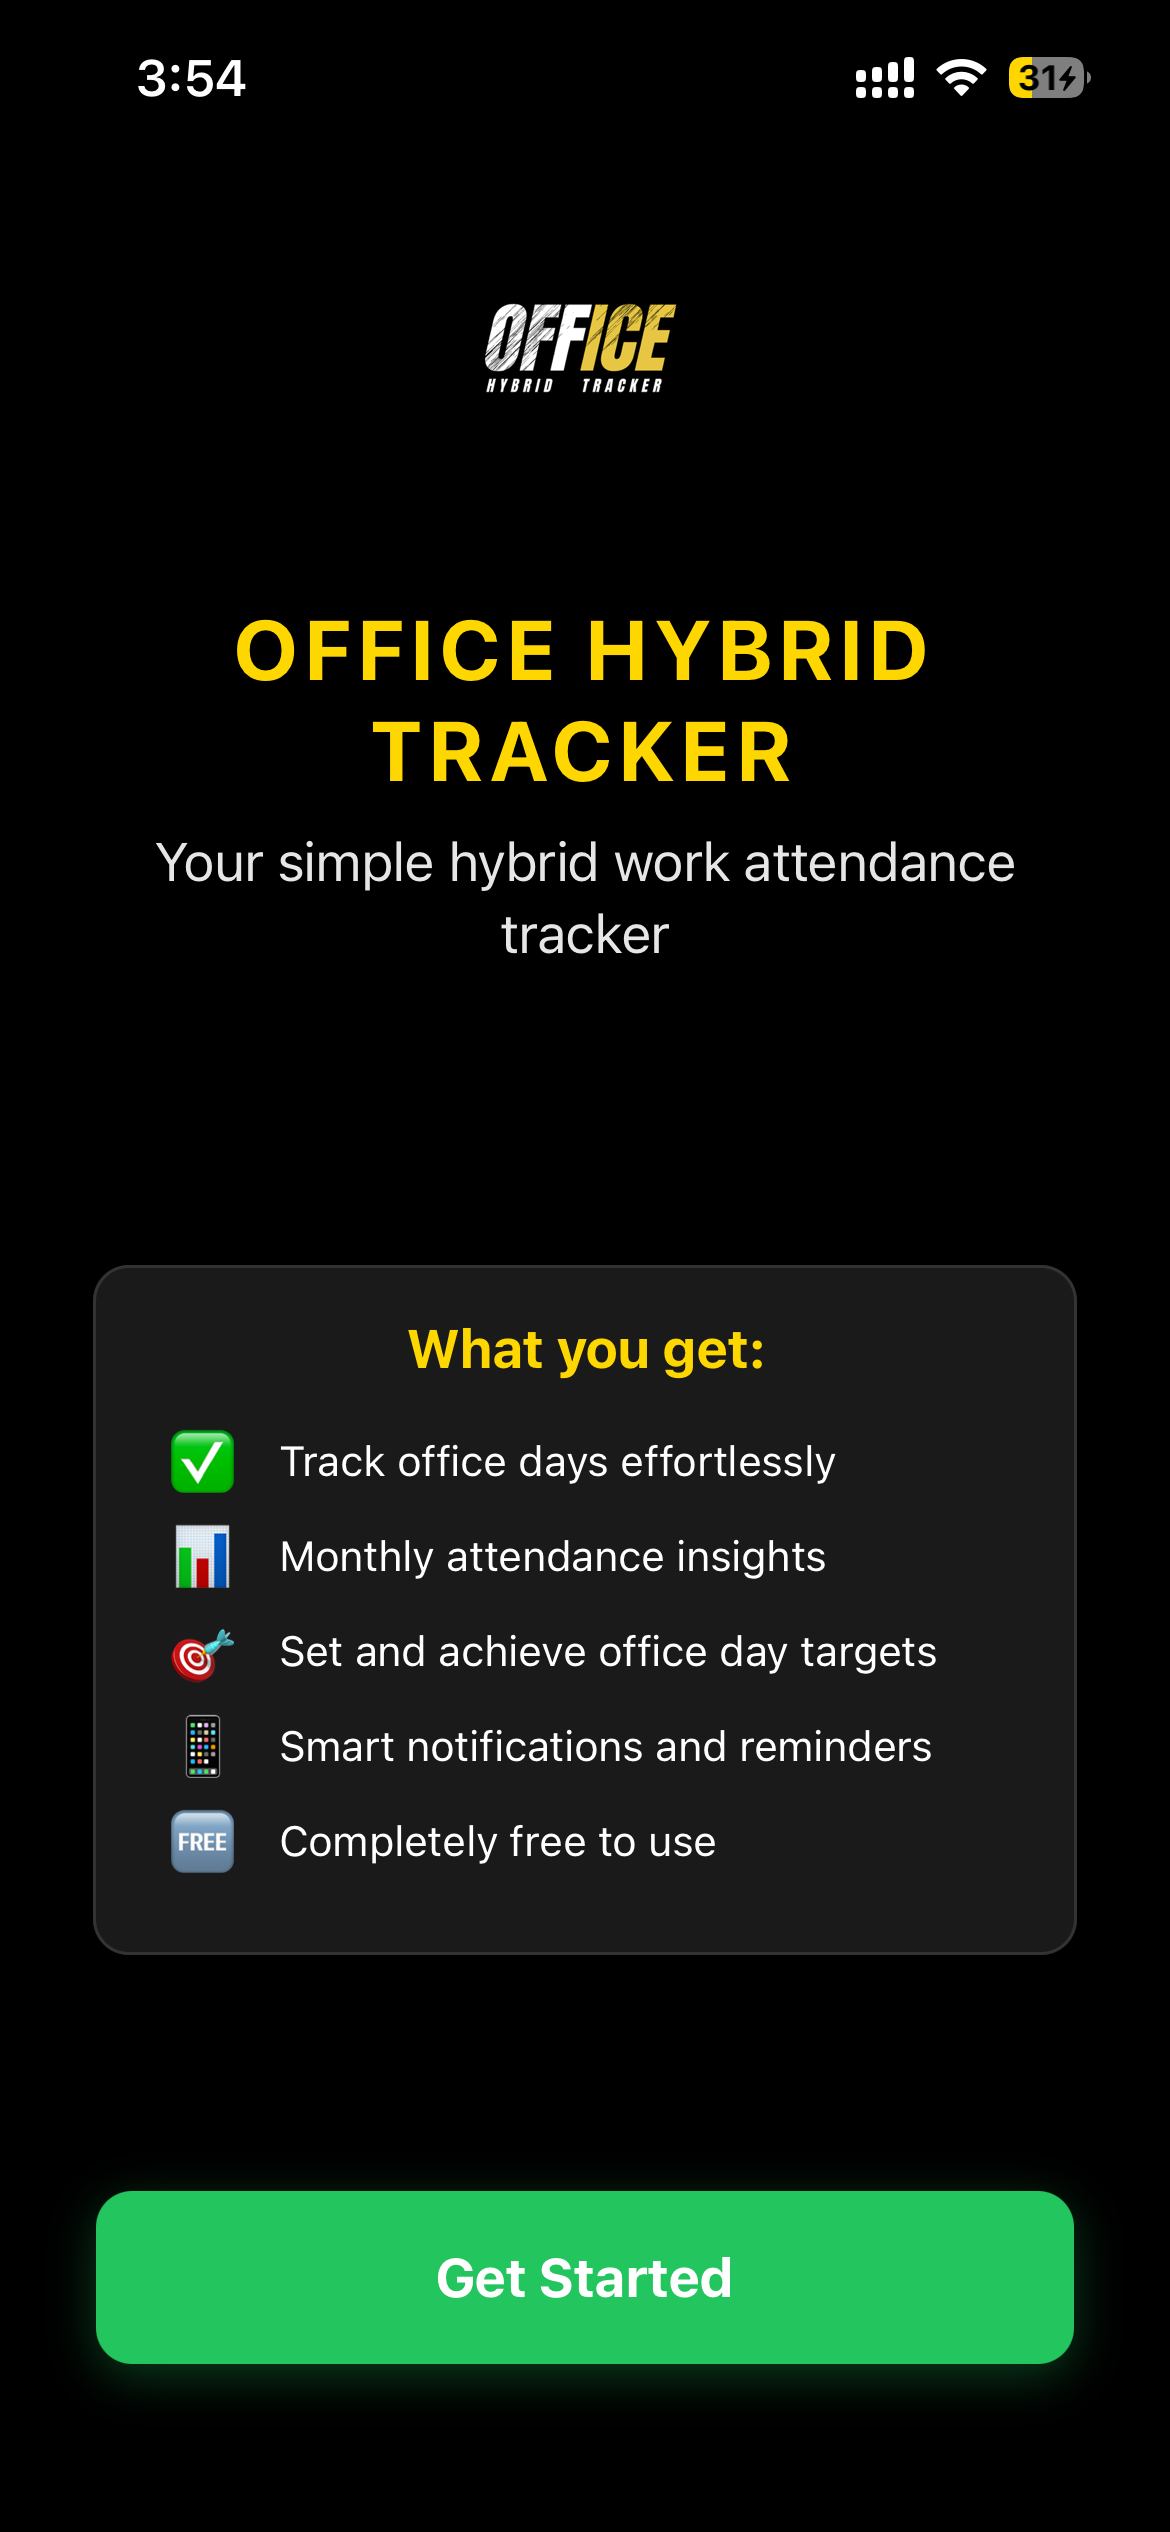 3:54
31
OFFICE
HYBRID TRACKER
OFFICE HYBRID
TRACKER
Your simple hybrid work attendance
tracker
What you get:
Track office days effortlessly
Monthly attendance insights
Set and achieve office day targets
Smart notifications and reminders
FREE Completely free to use
Get Started